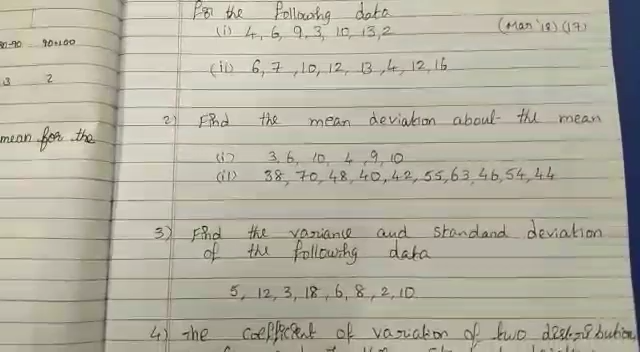 for the following data
(i) 4, 6, 9, 3, 10, 13, 2 (Mar '18) (17)
(ii) 6, 7, 10, 12, 13, 4, 12, 16
90-100
3 2
2) Find the mean deviation about the mean
mean for the
(i) 3, 6, 10, 4, 9, 10
(ii) 38, 70, 48, 40, 42, 55, 63, 46, 54, 44
3) Find the variance and standard deviation
of the following data
5, 12, 3, 18, 6, 8, 2, 10
4) The coefficient of variation of two distribution